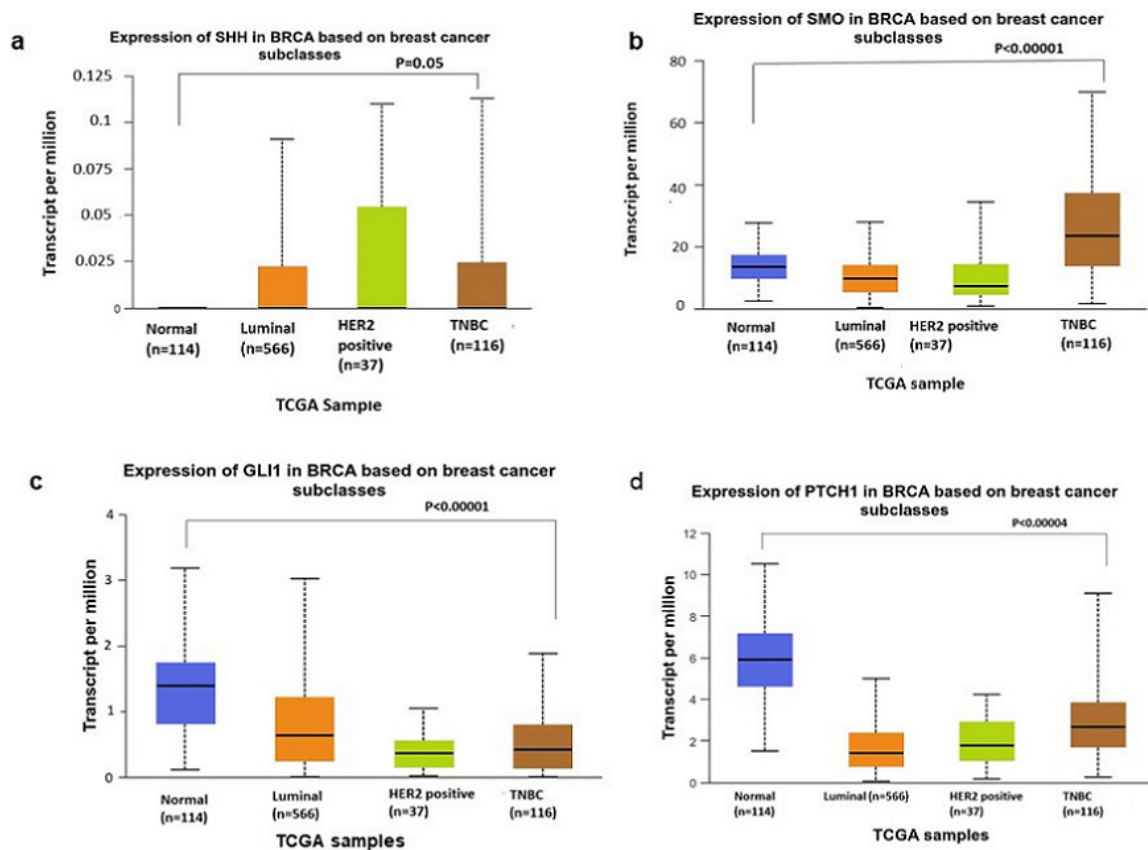 a
Expression of SHH in BRCA based on breast cancer
subclasses
P=0.05
0.125
0.1
0.075
0.05
0.025
0
Transcript per million
Normal
(n=114)
Luminal
(n=566)
HER2
positive
(n=37)
TNBC
(n=116)
TCGA Sample
b
Expression of SMO in BRCA based on breast cancer
subclasses
P<0.00001
80
60
40
20
0
Transcript per million
Normal
(n=114)
Luminal
(n=566)
HER2 positive
(n=37)
TNBC
(n=116)
TCGA sample
c
Expression of GLI1 in BRCA based on breast cancer
subclasses
P<0.00001
4
3
2
1
0
Transcript per million
Normal
(n=114)
Luminal
(n=566)
HER2 positive
(n=37)
TNBC
(n=116)
TCGA samples
d
Expression of PTCH1 in BRCA based on breast cancer
subclasses
P<0.00004
12
10
8
6
4
2
0
Transcript per million
Normal
(n=114)
Luminal (n=566)
HER2 positive
(n=37)
TNBC
(n=116)
TCGA samples